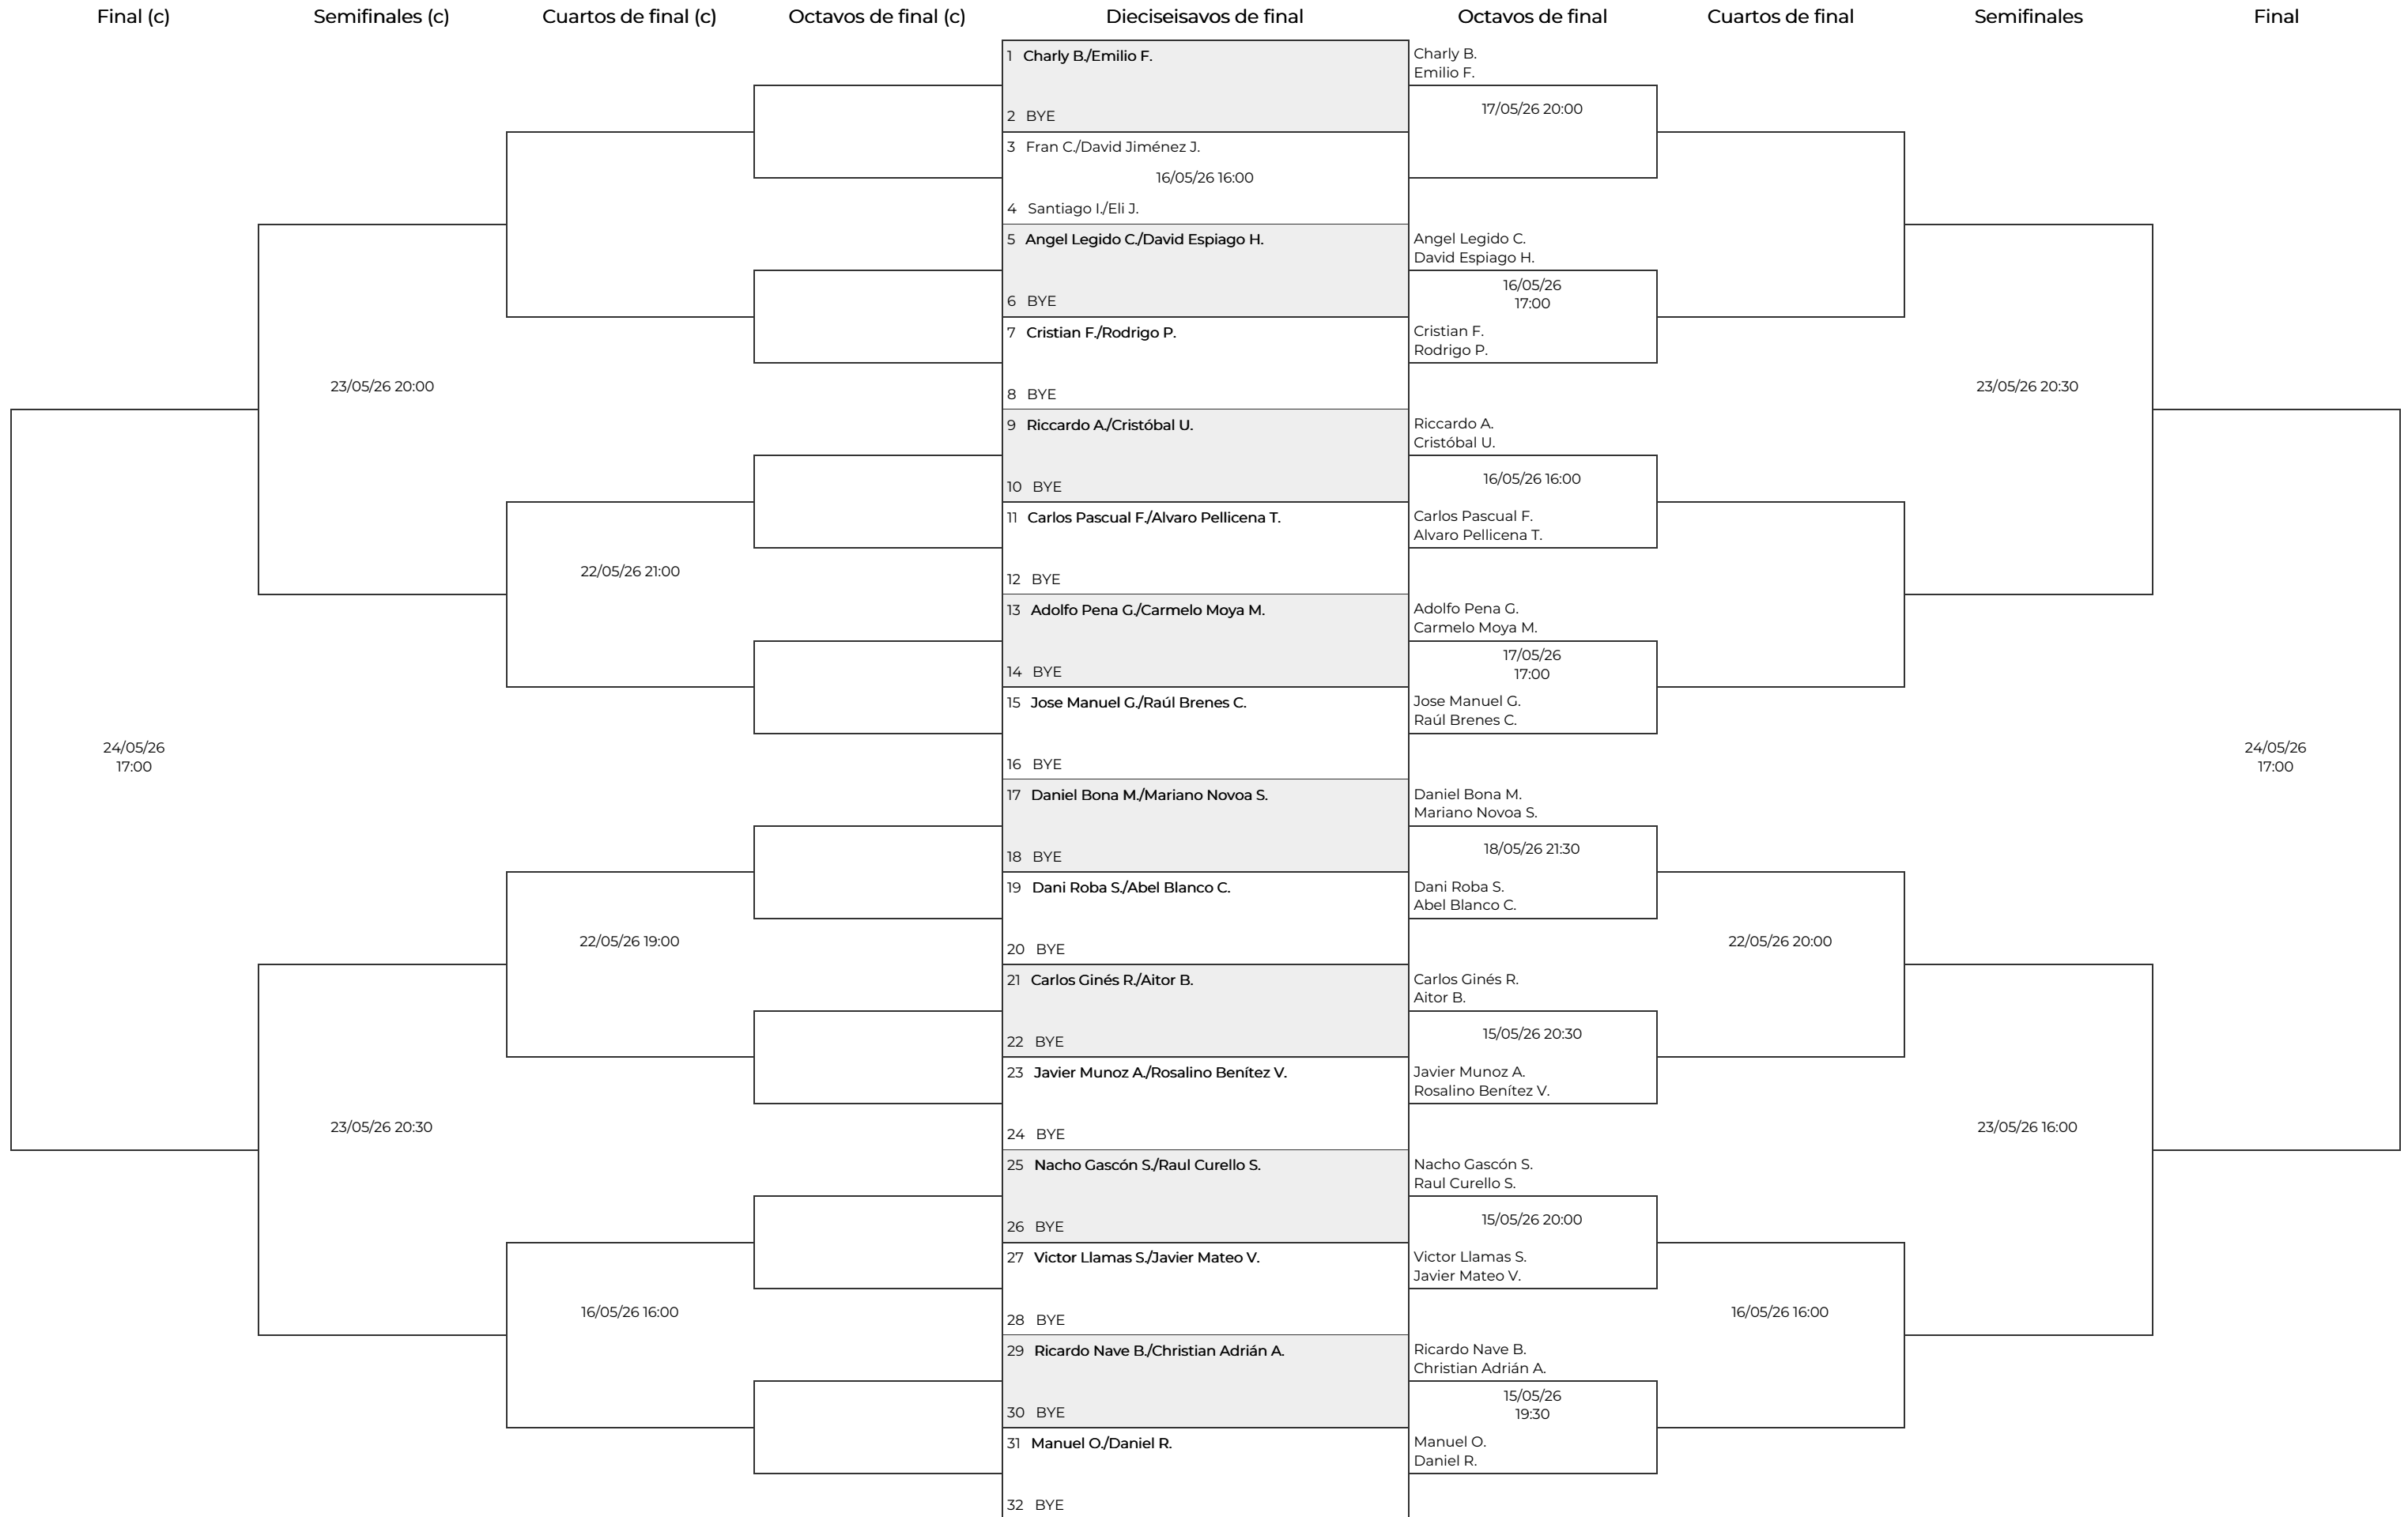 Final (c)
Semifinales (c)
Cuartos de final (c)
Octavos de final (c)
Dieciseisavos de final
Octavos de final
Cuartos de final
Semifinales
Final
1 Charly B./Emilio F.
2 BYE
3 Fran C./David Jiménez J.
16/05/26 16:00
4 Santiago I./Eli J.
5 Angel Legido C./David Espiago H.
6 BYE
7 Cristian F./Rodrigo P.
8 BYE
9 Riccardo A./Cristóbal U.
10 BYE
11 Carlos Pascual F./Alvaro Pellicena T.
12 BYE
13 Adolfo Pena G./Carmelo Moya M.
14 BYE
15 Jose Manuel G./Raúl Brenes C.
16 BYE
17 Daniel Bona M./Mariano Novoa S.
18 BYE
19 Dani Roba S./Abel Blanco C.
20 BYE
21 Carlos Ginés R./Aitor B.
22 BYE
23 Javier Munoz A./Rosalino Benítez V.
24 BYE
25 Nacho Gascón S./Raul Curello S.
26 BYE
27 Victor Llamas S./Javier Mateo V.
28 BYE
29 Ricardo Nave B./Christian Adrián A.
30 BYE
31 Manuel O./Daniel R.
32 BYE
Charly B.
Emilio F.
17/05/26 20:00
Angel Legido C.
David Espiago H.
16/05/26
17:00
Cristian F.
Rodrigo P.
Riccardo A.
Cristóbal U.
16/05/26 16:00
Carlos Pascual F.
Alvaro Pellicena T.
Adolfo Pena G.
Carmelo Moya M.
17/05/26
17:00
Jose Manuel G.
Raúl Brenes C.
Daniel Bona M.
Mariano Novoa S.
18/05/26 21:30
Dani Roba S.
Abel Blanco C.
Carlos Ginés R.
Aitor B.
15/05/26 20:30
Javier Munoz A.
Rosalino Benítez V.
Nacho Gascón S.
Raul Curello S.
15/05/26 20:00
Victor Llamas S.
Javier Mateo V.
Ricardo Nave B.
Christian Adrián A.
15/05/26
19:30
Manuel O.
Daniel R.
22/05/26 20:00
16/05/26 16:00
23/05/26 20:30
23/05/26 16:00
24/05/26
17:00
22/05/26 21:00
22/05/26 19:00
16/05/26 16:00
23/05/26 20:00
23/05/26 20:30
24/05/26
17:00